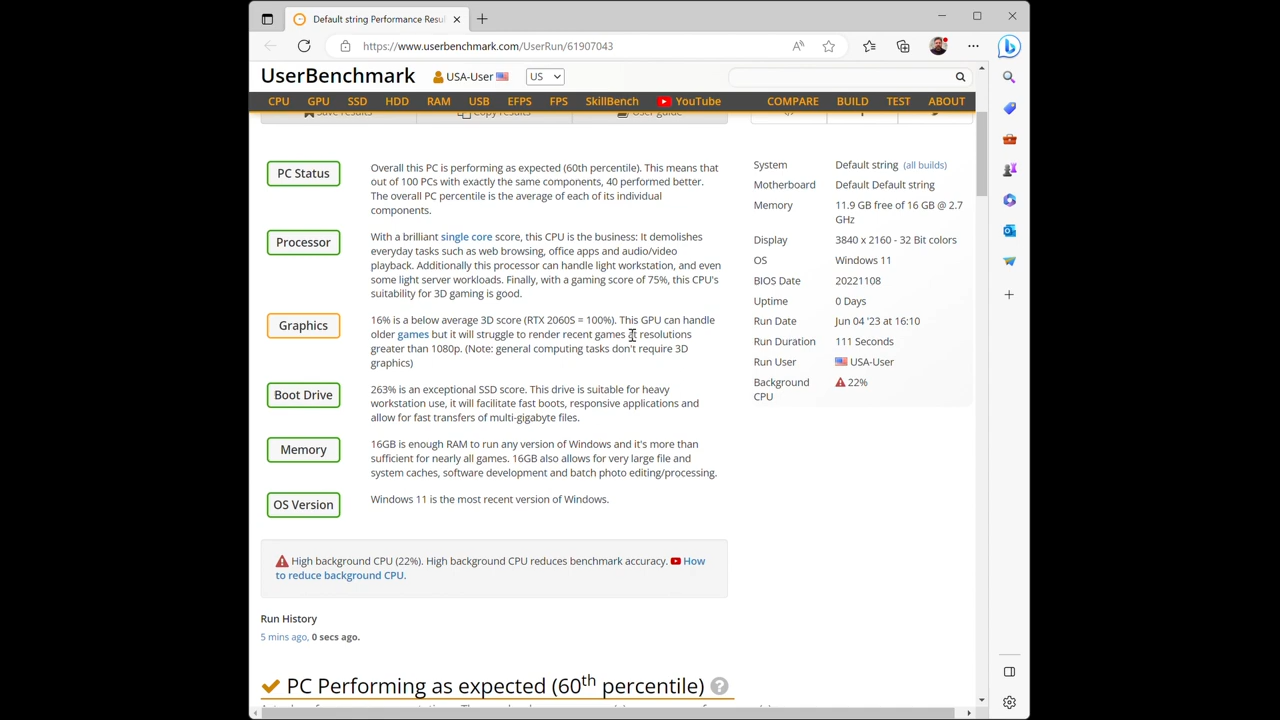 Default string Performance Resu
https://www.userbenchmark.com/UserRun/61907043
UserBenchmark
USA-User
US
CPU GPU SSD HDD RAM USB EFPS FPS SkillBench YouTube COMPARE BUILD TEST ABOUT
Save results Copy results User guide
PC Status
Overall this PC is performing as expected (60th percentile). This means that
out of 100 PCs with exactly the same components, 40 performed better.
The overall PC percentile is the average of each of its individual
components.
Processor
With a brilliant single core score, this CPU is the business: It demolishes
everyday tasks such as web browsing, office apps and audio/video
playback. Additionally this processor can handle light workstation, and even
some light server workloads. Finally, with a gaming score of 75%, this CPU's
suitability for 3D gaming is good.
Graphics
16% is a below average 3D score (RTX 2060S = 100%). This GPU can handle
older games but it will struggle to render recent games at resolutions
greater than 1080p. (Note: general computing tasks don't require 3D
graphics)
Boot Drive
263% is an exceptional SSD score. This drive is suitable for heavy
workstation use, it will facilitate fast boots, responsive applications and
allow for fast transfers of multi-gigabyte files.
Memory
16GB is enough RAM to run any version of Windows and it's more than
sufficient for nearly all games. 16GB also allows for very large file and
system caches, software development and batch photo editing/processing.
OS Version
Windows 11 is the most recent version of Windows.
System Default string (all builds)
Motherboard Default Default string
Memory 11.9 GB free of 16 GB @ 2.7
GHz
Display 3840 x 2160 - 32 Bit colors
OS Windows 11
BIOS Date 20221108
Uptime 0 Days
Run Date Jun 04 '23 at 16:10
Run Duration 111 Seconds
Run User USA-User
Background 22%
CPU
High background CPU (22%). High background CPU reduces benchmark accuracy. How
to reduce background CPU.
Run History
5 mins ago, 0 secs ago.
PC Performing as expected (60th percentile) ?